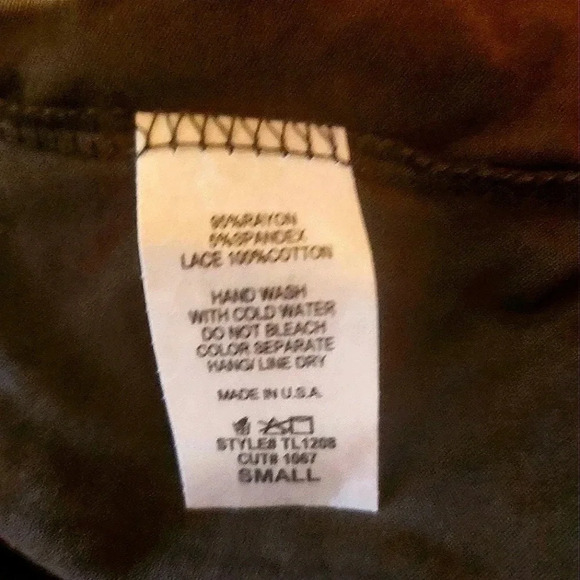 95%RAYON
5%SPANDEX
LACE 100%COTTON
HAND WASH
WITH COLD WATER
DO NOT BLEACH
COLOR SEPARATE
HANG/ LINE DRY
MADE IN U.S.A.
STYLE# TL1208
CUT# 1067
SMALL